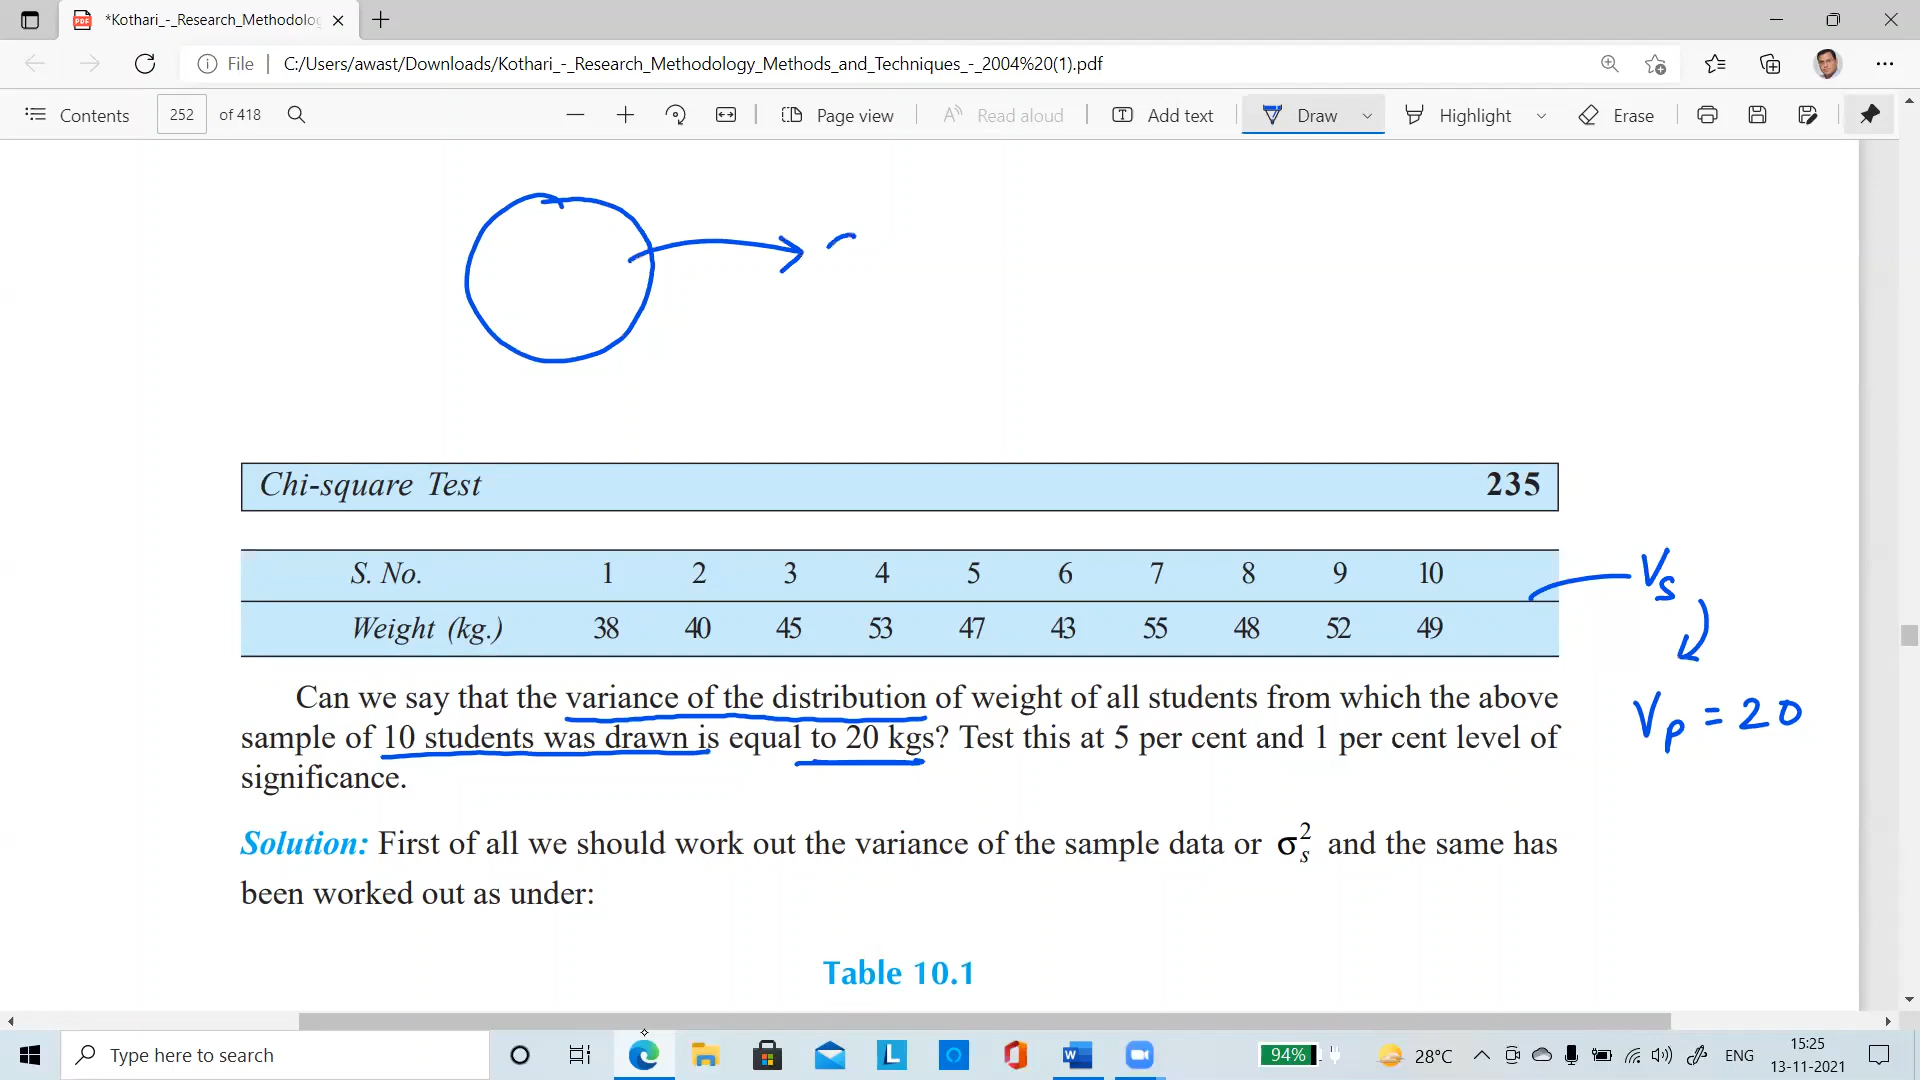 *Kothari_-_Research_Methodolog
File C:/Users/awast/Downloads/Kothari_-_Research_Methodology_Methods_and_Techniques_-_2004%20(1).pdf
Contents 252 of 418 Page view Read aloud Add text Draw Highlight Erase
Chi-square Test 235
S. No. 1 2 3 4 5 6 7 8 9 10
Vs
Weight (kg.) 38 40 45 53 47 43 55 48 52 49
Can we say that the variance of the distribution of weight of all students from which the above
sample of 10 students was drawn is equal to 20 kgs? Test this at 5 per cent and 1 per cent level of
significance.
Vp = 20
Solution: First of all we should work out the variance of the sample data or σ²ₛ and the same has
been worked out as under:
Table 10.1
Type here to search
94% 28°C ENG 15:25
13-11-2021